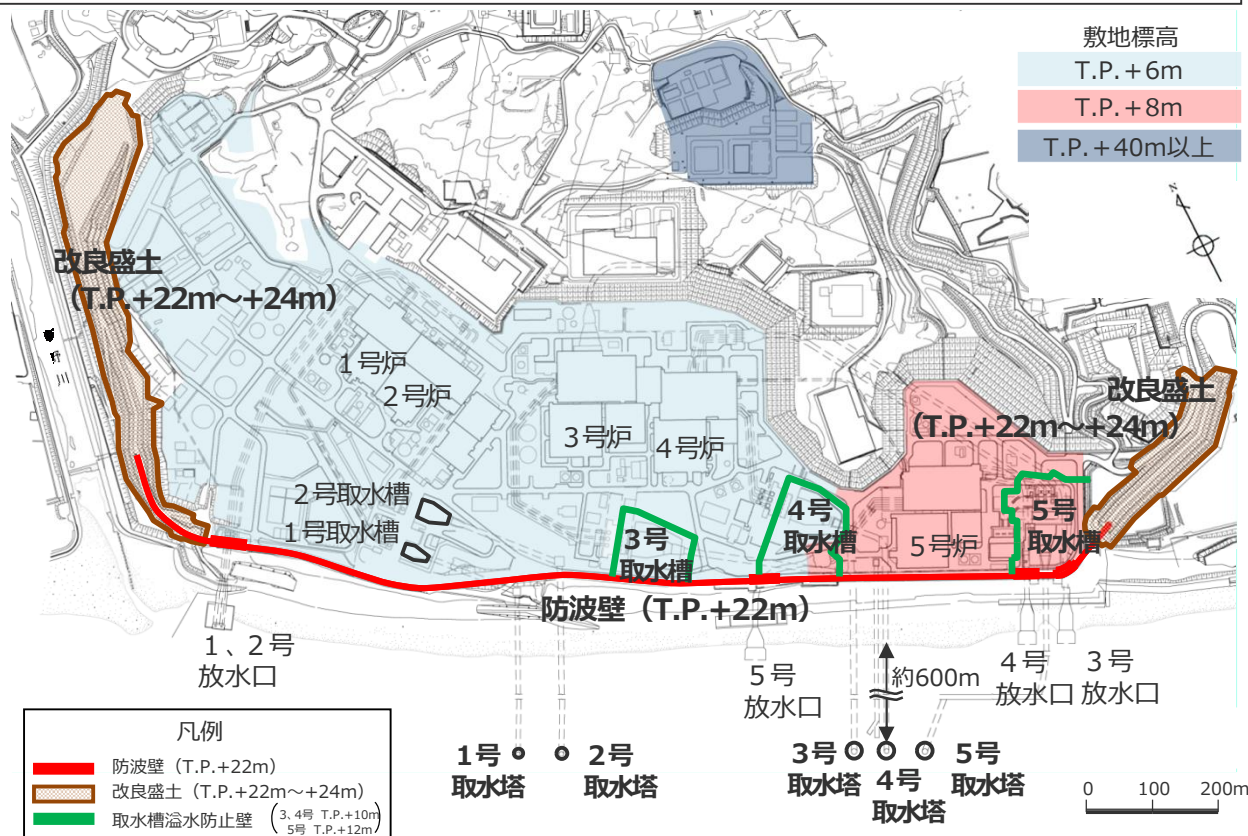 敷地標高
T.P.+6m
T.P.+8m
T.P.+40m以上
N
改良盛土
(T.P.+22m～+24m)
川
1号炉
2号炉
3号炉
4号炉
改良盛土
(T.P.+22m～+24m)
2号取水槽
1号取水槽
3号
取水槽
4号
取水槽
5号炉
5号
取水槽
防波壁（T.P.+22m）
1、2号
放水口
5号
放水口
約600m
4号
放水口
3号
放水口
1号
取水塔
2号
取水塔
3号
取水塔
4号
取水塔
5号
取水塔
0 100 200m
凡例
防波壁（T.P.+22m）
改良盛土（T.P.+22m～+24m）
取水槽溢水防止壁
3、4号 T.P.+10m
5号 T.P.+12m